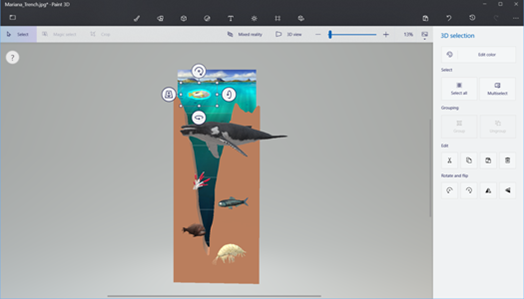 Mariana_Trench.jpg* - Paint 3D
Select
Magic select
Crop
Mixed reality
3D view
13%
3D selection
Edit color
Select
Select all
Multiselect
Grouping
Group
Ungroup
Edit
Rotate and flip